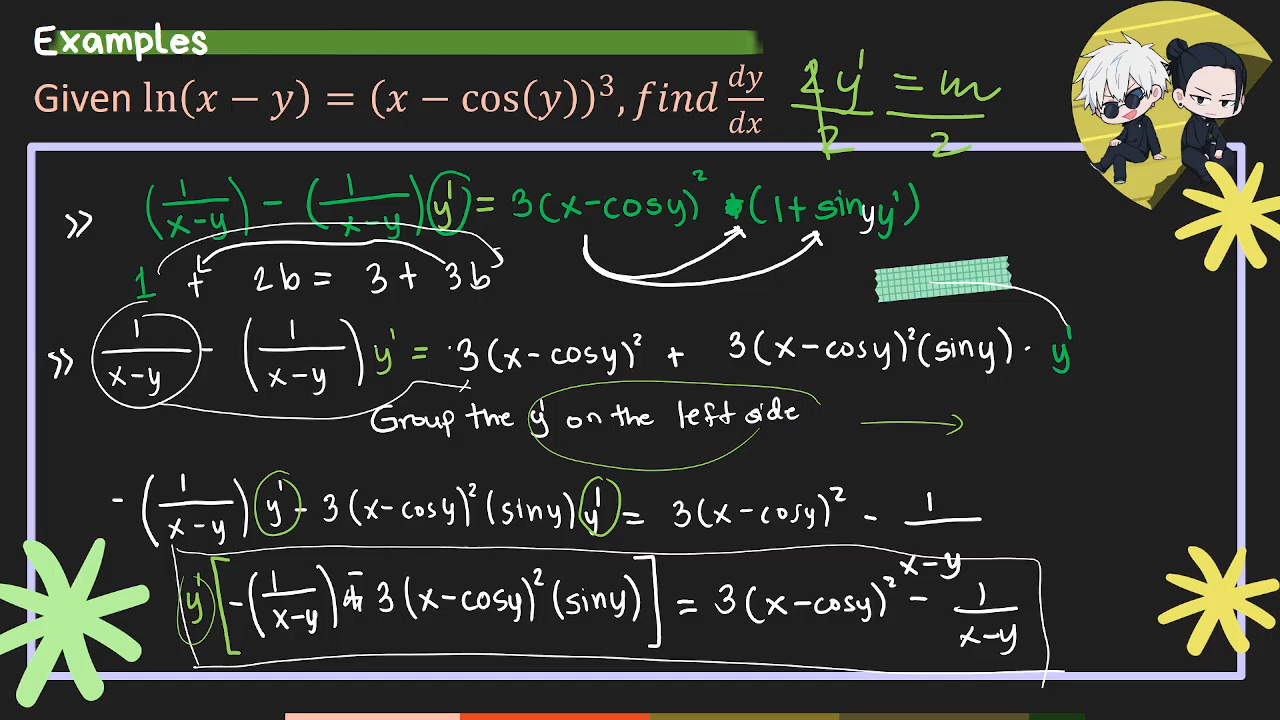 Examples
Given ln(x − y) = (x − cos(y))³, find dy/dx
2y'/2 = m/2
>> (1/(x-y)) - (1/(x-y)) y' = 3(x-cosy)² • (1 + siny y')
1 + 2b = 3 + 3b
>> 1/(x-y) - (1/(x-y)) y' = 3(x-cosy)² + 3(x-cosy)²(siny) · y'
Group the y' on the left side
- (1/(x-y)) y' - 3(x-cosy)²(siny) y' = 3(x-cosy)² - 1/(x-y)
y' [ -(1/(x-y)) - 3(x-cosy)²(siny) ] = 3(x-cosy)² - 1/(x-y)